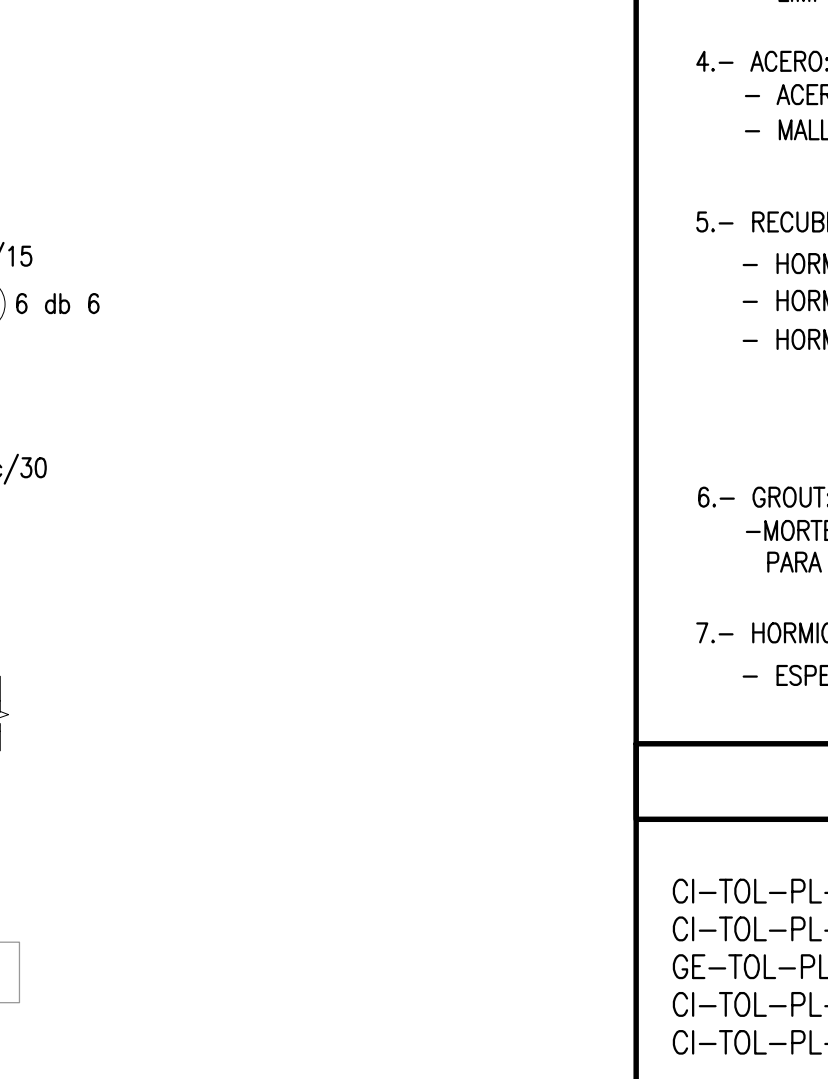 /15
6 db 6
c/30
4.- ACERO:
- ACER
- MALL
5.- RECUB
- HORM
- HORM
- HORM
6.- GROUT:
-MORTE
PARA
7.- HORMIG
- ESPE
CI-TOL-PL-
CI-TOL-PL-
GE-TOL-PL
CI-TOL-PL-
CI-TOL-PL-